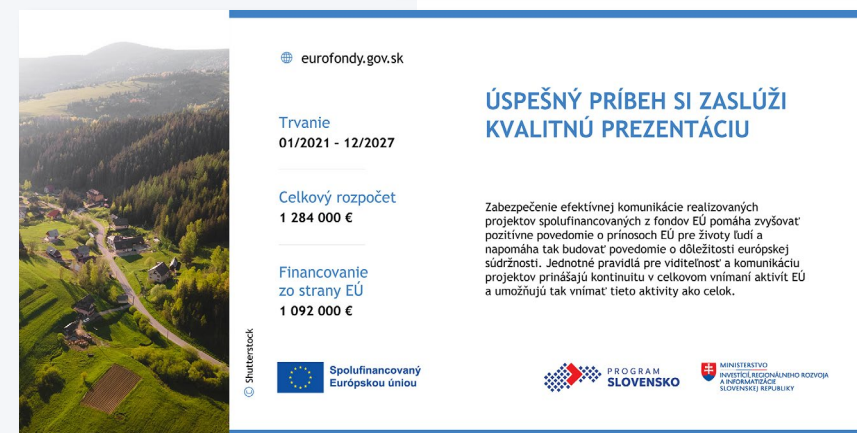 eurofondy.gov.sk
Trvanie
01/2021 - 12/2027
Celkový rozpočet
1 284 000 €
Financovanie
zo strany EÚ
1 092 000 €
© Shutterstock
Spolufinancovaný
Európskou úniou
ÚSPEŠNÝ PRÍBEH SI ZASLÚŽI
KVALITNÚ PREZENTÁCIU
Zabezpečenie efektívnej komunikácie realizovaných
projektov spolufinancovaných z fondov EÚ pomáha zvyšovať
pozitívne povedomie o prínosoch EÚ pre životy ľudí a
napomáha tak budovať povedomie o dôležitosti európskej
súdržnosti. Jednotné pravidlá pre viditeľnosť a komunikáciu
projektov prinášajú kontinuitu v celkovom vnímaní aktivít EÚ
a umožňujú tak vnímať tieto aktivity ako celok.
PROGRAM
SLOVENSKO
MINISTERSTVO
INVESTÍCIÍ, REGIONÁLNEHO ROZVOJA
A INFORMATIZÁCIE
SLOVENSKEJ REPUBLIKY